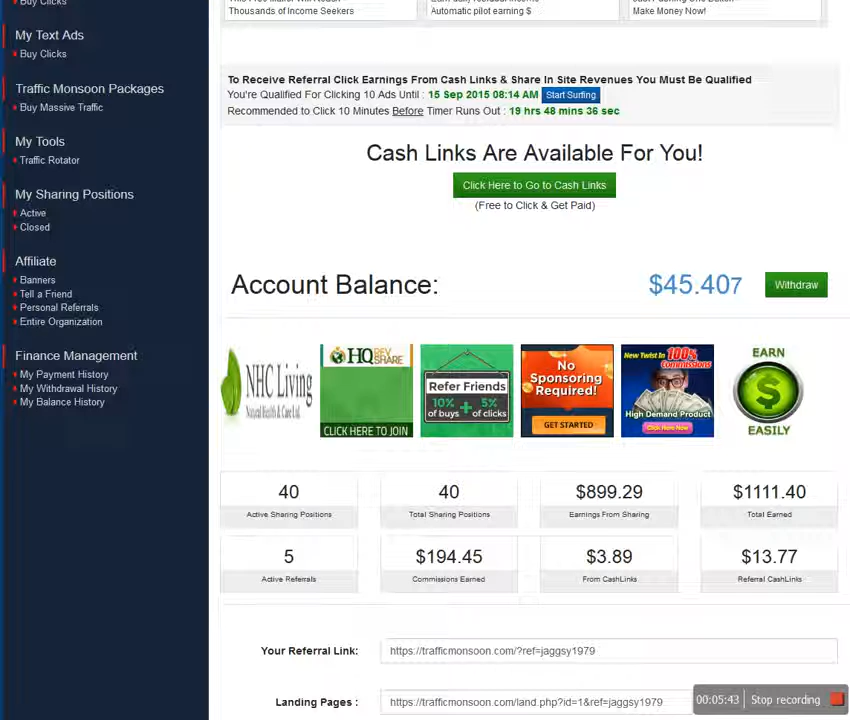 Buy Clicks
My Text Ads
Buy Clicks
Traffic Monsoon Packages
Buy Massive Traffic
My Tools
Traffic Rotator
My Sharing Positions
Active
Closed
Affiliate
Banners
Tell a Friend
Personal Referrals
Entire Organization
Finance Management
My Payment History
My Withdrawal History
My Balance History
Thousands of Income Seekers
Automatic pilot earning $
Make Money Now!
To Receive Referral Click Earnings From Cash Links & Share In Site Revenues You Must Be Qualified
You're Qualified For Clicking 10 Ads Until : 15 Sep 2015 08:14 AM Start Surfing
Recommended to Click 10 Minutes Before Timer Runs Out : 19 hrs 48 mins 36 sec
Cash Links Are Available For You!
Click Here to Go to Cash Links
(Free to Click & Get Paid)
Account Balance: $45.407 Withdraw
NHC Living
Natural Health & Care Ltd.
HQ REV SHARE
CLICK HERE TO JOIN
Refer Friends
10% + 5%
of buys of clicks
No Sponsoring Required!
GET STARTED
New Twist In 100% Commissions
High Demand Product
Click Here Now
EARN
$
EASILY
40 40 $899.29 $1111.40
Active Sharing Positions Total Sharing Positions Earnings From Sharing Total Earned
5 $194.45 $3.89 $13.77
Active Referrals Commissions Earned From CashLinks Referral CashLinks
Your Referral Link: https://trafficmonsoon.com/?ref=jaggsy1979
Landing Pages : https://trafficmonsoon.com/land.php?id=1&ref=jaggsy1979
00:05:43 Stop recording